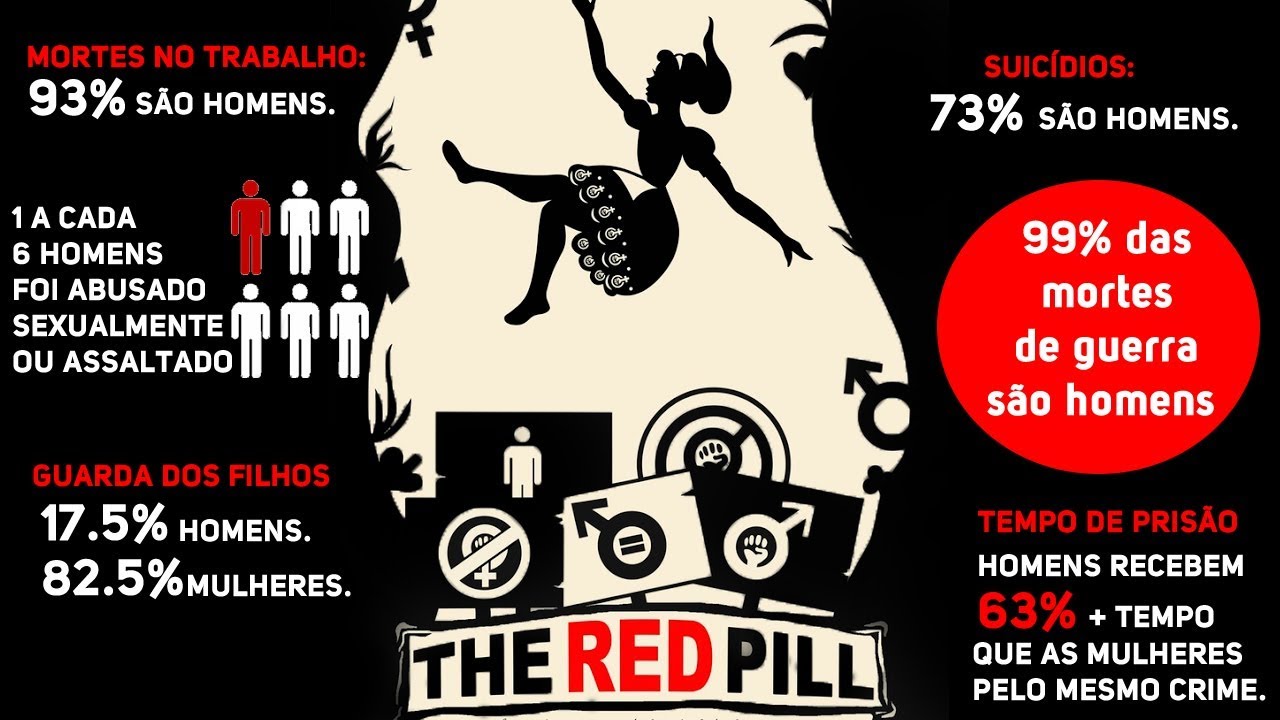 MORTES NO TRABALHO:
93% SÃO HOMENS.
1 A CADA
6 HOMENS
FOI ABUSADO
SEXUALMENTE
OU ASSALTADO
GUARDA DOS FILHOS
17.5% HOMENS.
82.5% MULHERES.
THE RED PILL
SUICÍDIOS:
73% SÃO HOMENS.
99% das
mortes
de guerra
são homens
TEMPO DE PRISÃO
HOMENS RECEBEM
63% + TEMPO
QUE AS MULHERES
PELO MESMO CRIME.